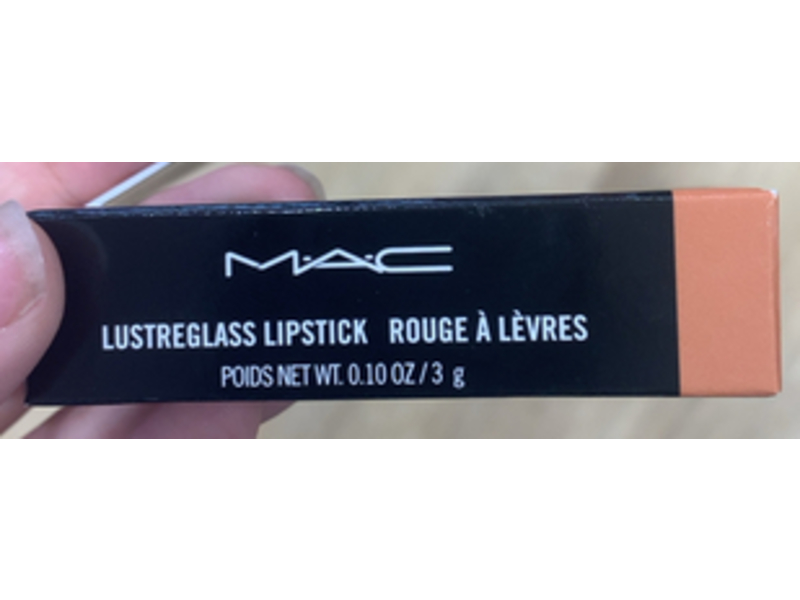 M·A·C
LUSTREGLASS LIPSTICK ROUGE À LÈVRES
POIDS NET WT. 0.10 OZ / 3 g